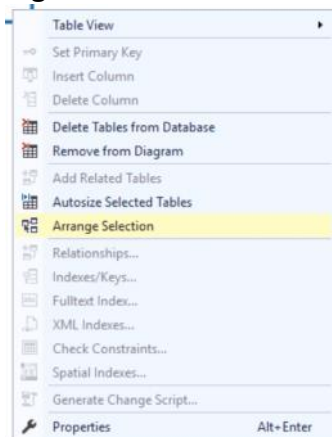 Table View
Set Primary Key
Insert Column
Delete Column
Delete Tables from Database
Remove from Diagram
Add Related Tables
Autosize Selected Tables
Arrange Selection
Relationships...
Indexes/Keys...
Fulltext Index...
XML Indexes...
Check Constraints...
Spatial Indexes...
Generate Change Script...
Properties Alt+Enter